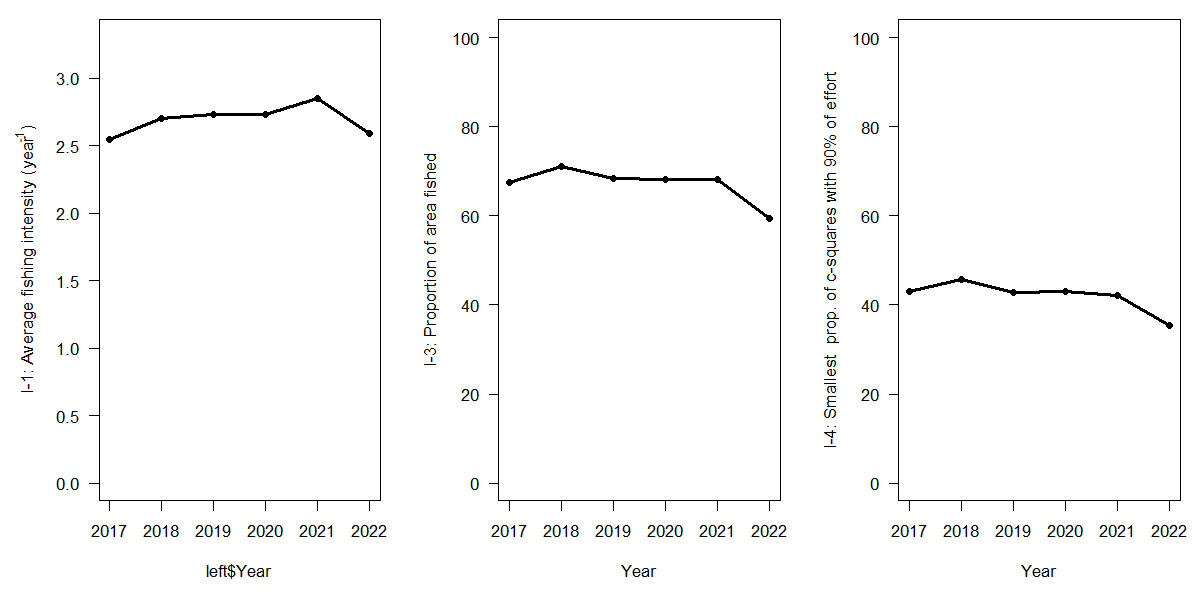 I-1: Average fishing intensity (year-1)
3.0
2.5
2.0
1.5
1.0
0.5
0.0
2017 2018 2019 2020 2021 2022
left$Year
I-3: Proportion of area fished
100
80
60
40
20
0
2017 2018 2019 2020 2021 2022
Year
I-4: Smallest prop. of c-squares with 90% of effort
100
80
60
40
20
0
2017 2018 2019 2020 2021 2022
Year